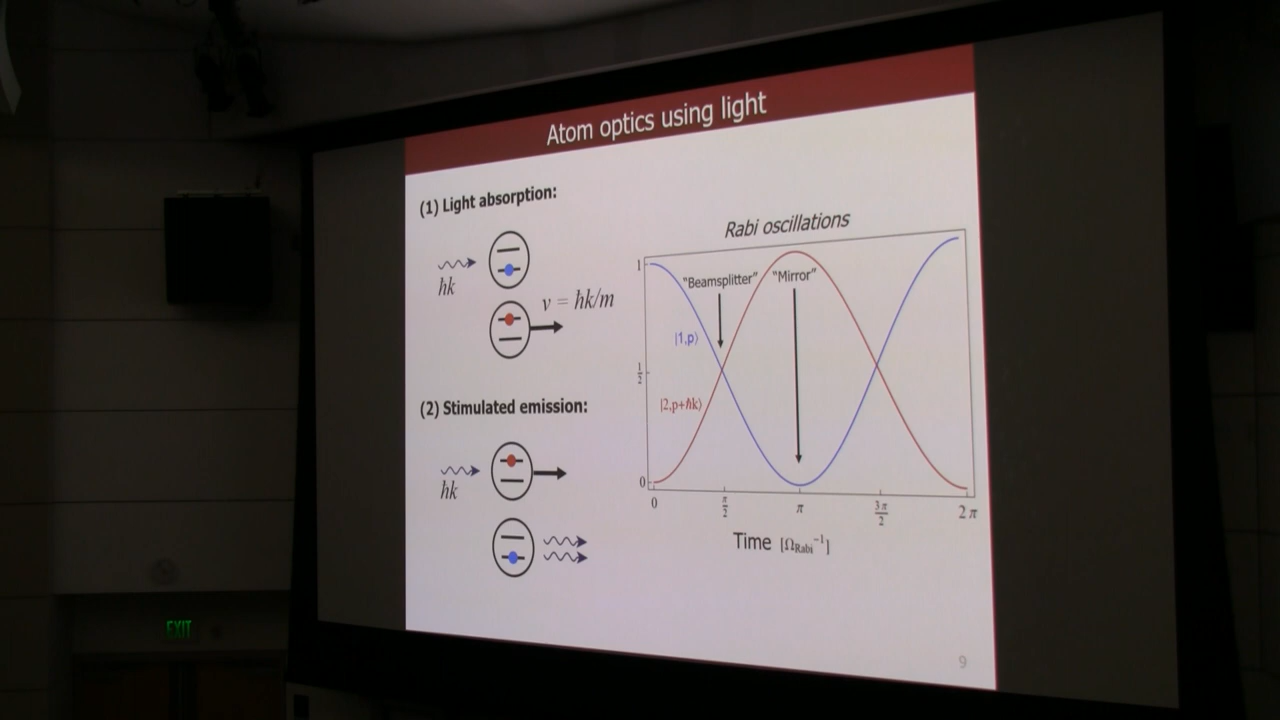 Atom optics using light
(1) Light absorption:
ħk
v = ħk/m
(2) Stimulated emission:
ħk
Rabi oscillations
1
"Beamsplitter" "Mirror"
|1,p⟩
1/2
|2,p+ħk⟩
0
0 π/2 π 3π/2 2π
Time [Ω_Rabi⁻¹]
9
EXIT